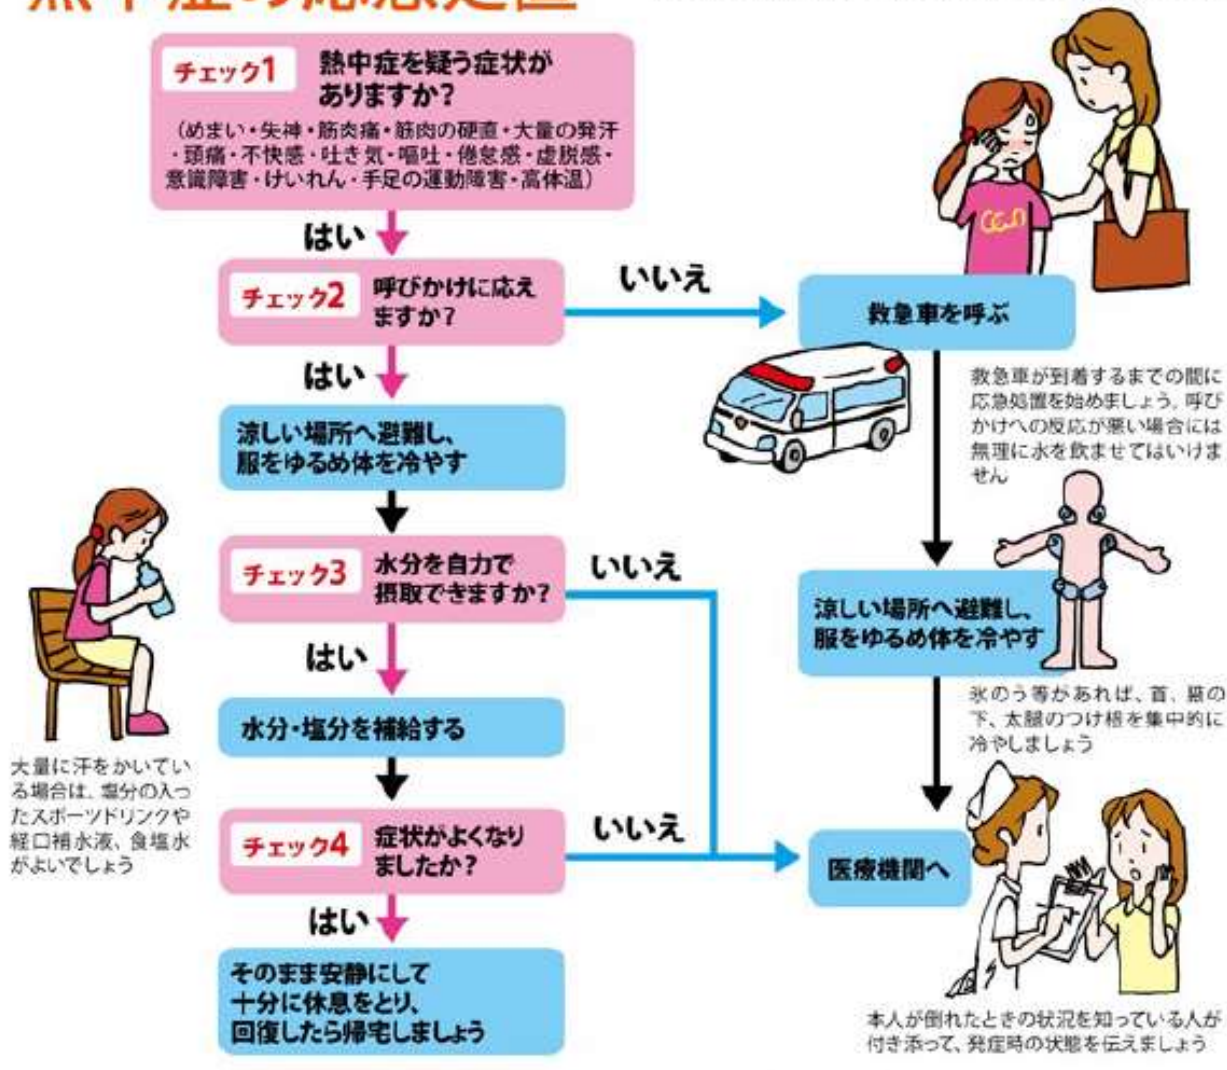 熱中症の応急処置
チェック1
熱中症を疑う症状が
ありますか?
(めまい・失神・筋肉痛・筋肉の硬直・大量の発汗
・頭痛・不快感・吐き気・嘔吐・倦怠感・虚脱感・
意識障害・けいれん・手足の運動障害・高体温)
はい
チェック2
呼びかけに応え
ますか?
いいえ
救急車を呼ぶ
救急車が到着するまでの間に
応急処置を始めましょう。呼び
かけへの反応が悪い場合には
無理に水を飲ませてはいけま
せん
はい
涼しい場所へ避難し、
服をゆるめ体を冷やす
チェック3
水分を自力で
摂取できますか?
いいえ
涼しい場所へ避難し、
服をゆるめ体を冷やす
氷のう等があれば、首、腋の
下、太腿のつけ根を集中的に
冷やしましょう
はい
水分・塩分を補給する
大量に汗をかいてい
る場合は、塩分の入っ
たスポーツドリンクや
経口補水液、食塩水
がよいでしょう
チェック4
症状がよくなり
ましたか?
いいえ
医療機関へ
はい
そのまま安静にして
十分に休息をとり、
回復したら帰宅しましょう
本人が倒れたときの状況を知っている人が
付き添って、発症時の状態を伝えましょう